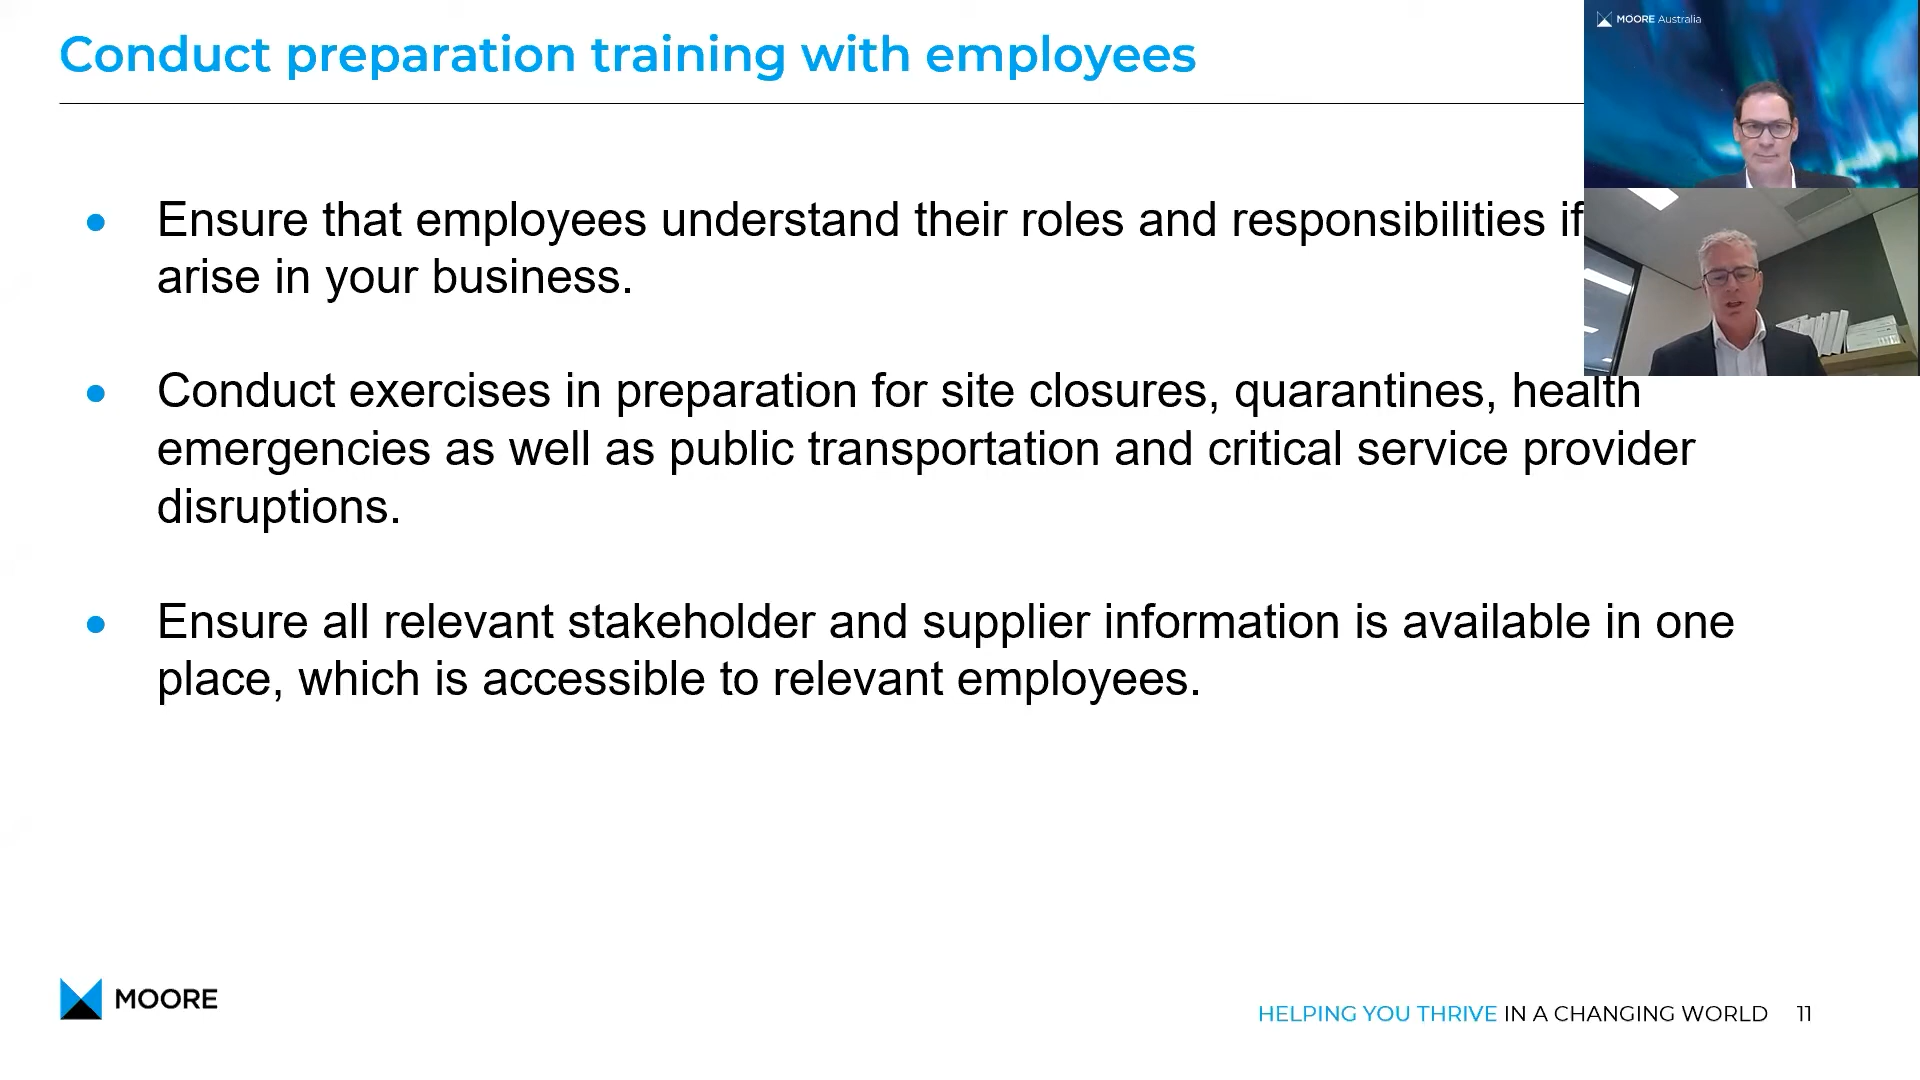 Conduct preparation training with employees
MOORE Australia
Ensure that employees understand their roles and responsibilities if
arise in your business.
Conduct exercises in preparation for site closures, quarantines, health
emergencies as well as public transportation and critical service provider
disruptions.
Ensure all relevant stakeholder and supplier information is available in one
place, which is accessible to relevant employees.
MOORE
HELPING YOU THRIVE IN A CHANGING WORLD 11